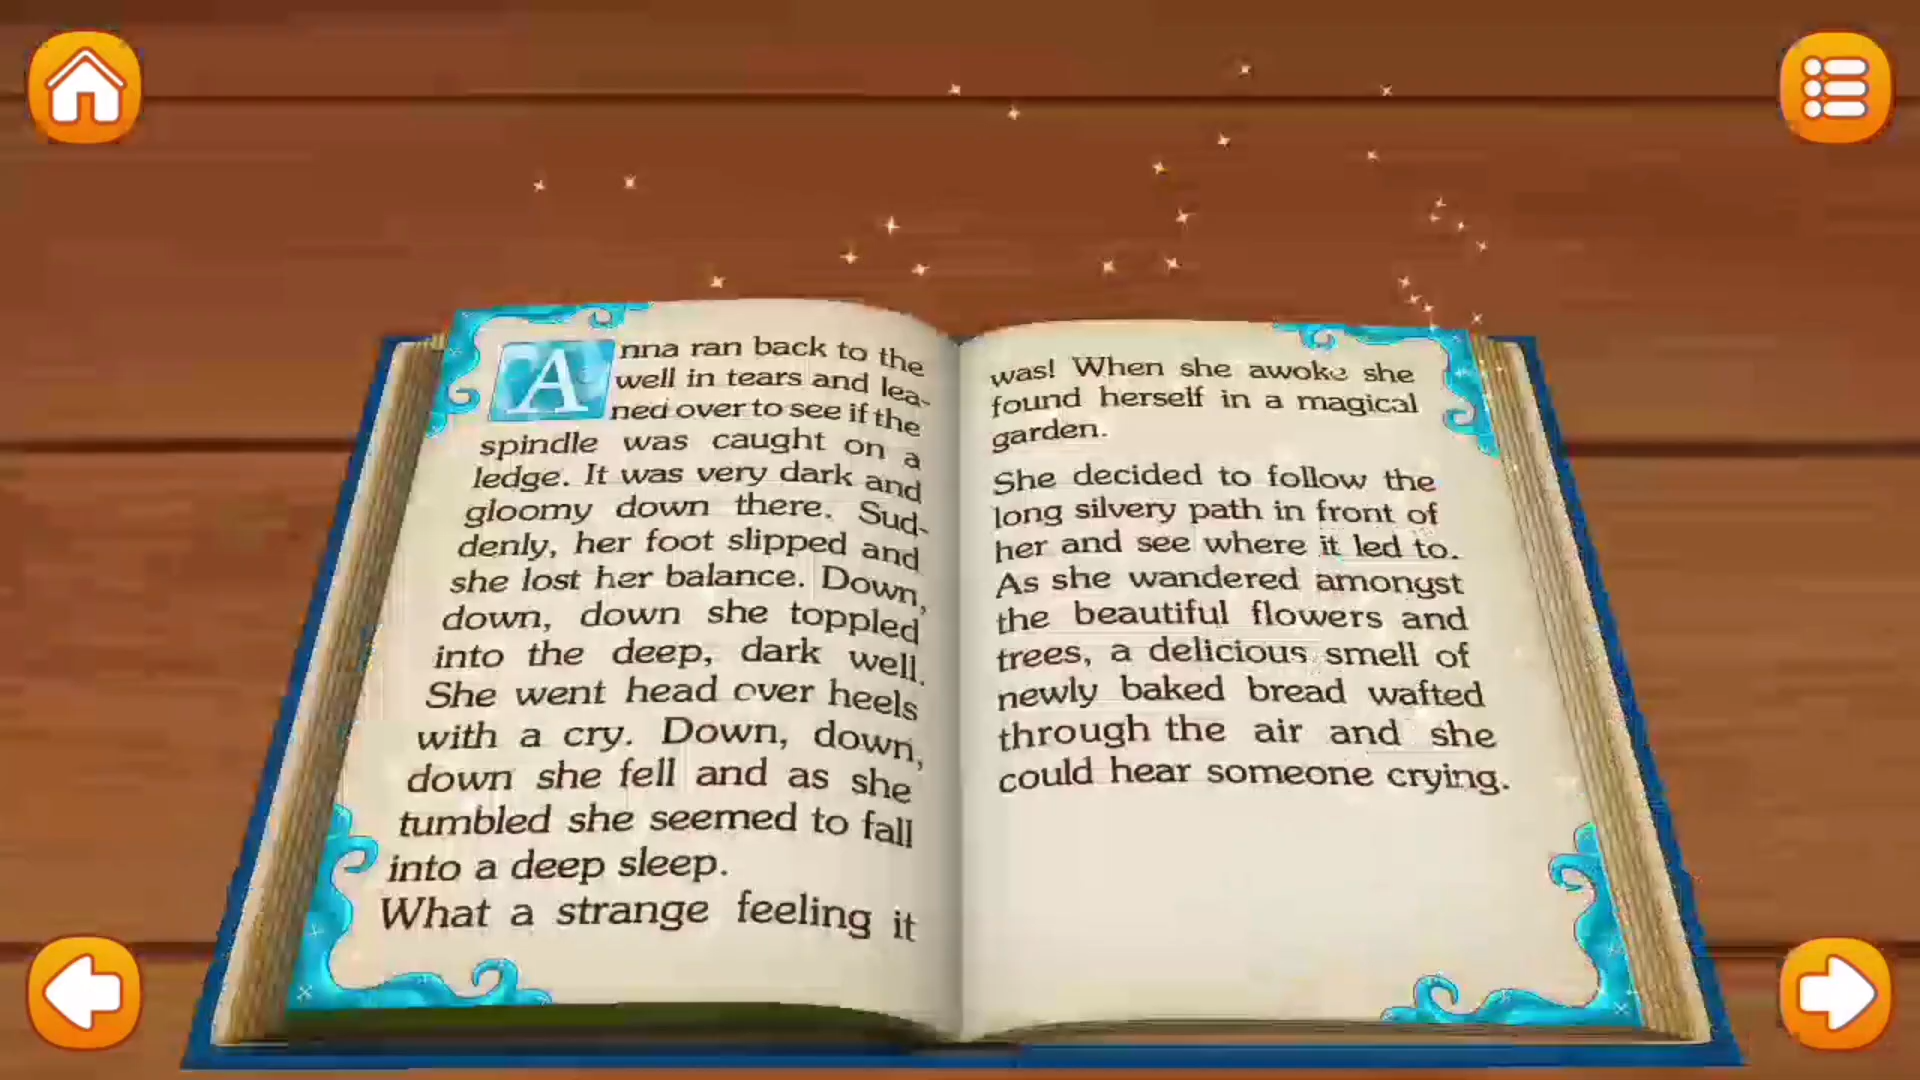 Anna ran back to the
well in tears and lea-
ned over to see if the
spindle was caught on a
ledge. It was very dark and
gloomy down there. Sud-
denly, her foot slipped and
she lost her balance. Down,
down, down she toppled
into the deep, dark well.
She went head over heels
with a cry. Down, down,
down she fell and as she
tumbled she seemed to fall
into a deep sleep.
What a strange feeling it
was! When she awoke she
found herself in a magical
garden.
She decided to follow the
long silvery path in front of
her and see where it led to.
As she wandered amongst
the beautiful flowers and
trees, a delicious smell of
newly baked bread wafted
through the air and she
could hear someone crying.